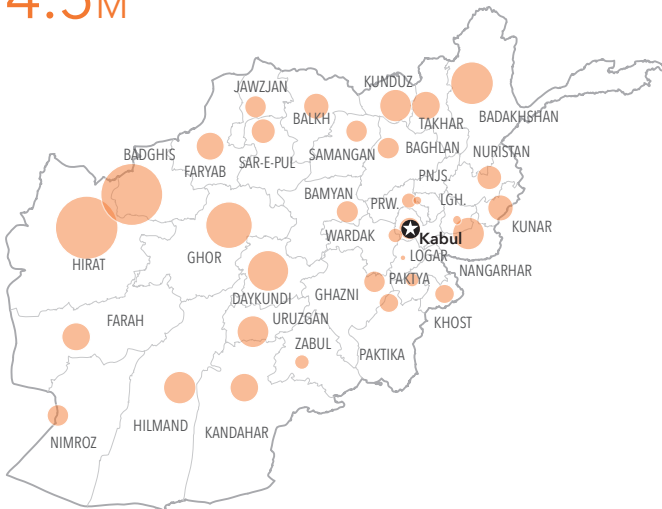 4.5M
JAWZJAN
KUNDUZ
BALKH
TAKHAR
BADAKHSHAN
BADGHIS
FARYAB
SAR-E-PUL
SAMANGAN
BAGHLAN
NURISTAN
PNJS.
BAMYAN
PRW.
LGH.
KUNAR
WARDAK
Kabul
HIRAT
GHOR
LOGAR
NANGARHAR
DAYKUNDI
GHAZNI
PAKTYA
FARAH
URUZGAN
KHOST
ZABUL
PAKTIKA
HILMAND
KANDAHAR
NIMROZ